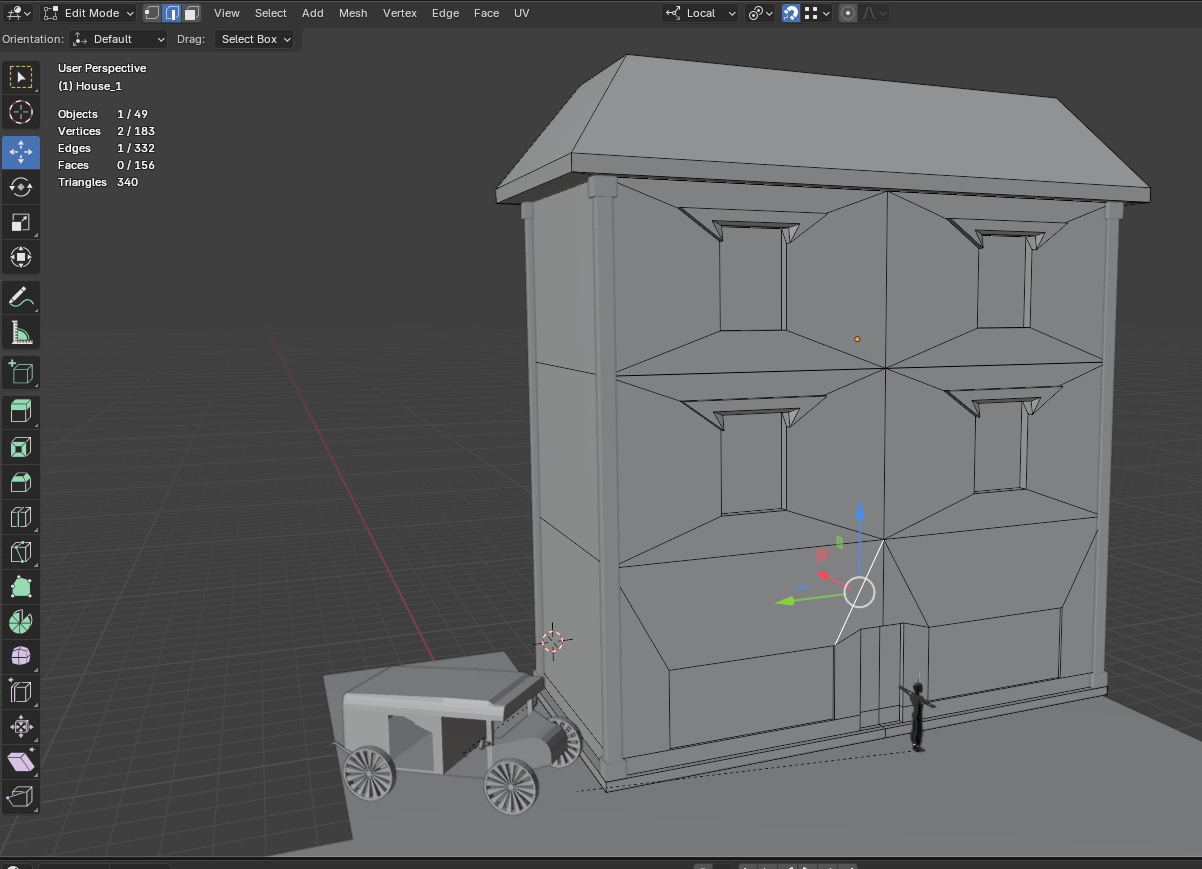 Edit Mode View Select Add Mesh Vertex Edge Face UV Local
Orientation: Default Drag: Select Box
User Perspective
(1) House_1
Objects 1 / 49
Vertices 2 / 183
Edges 1 / 332
Faces 0 / 156
Triangles 340